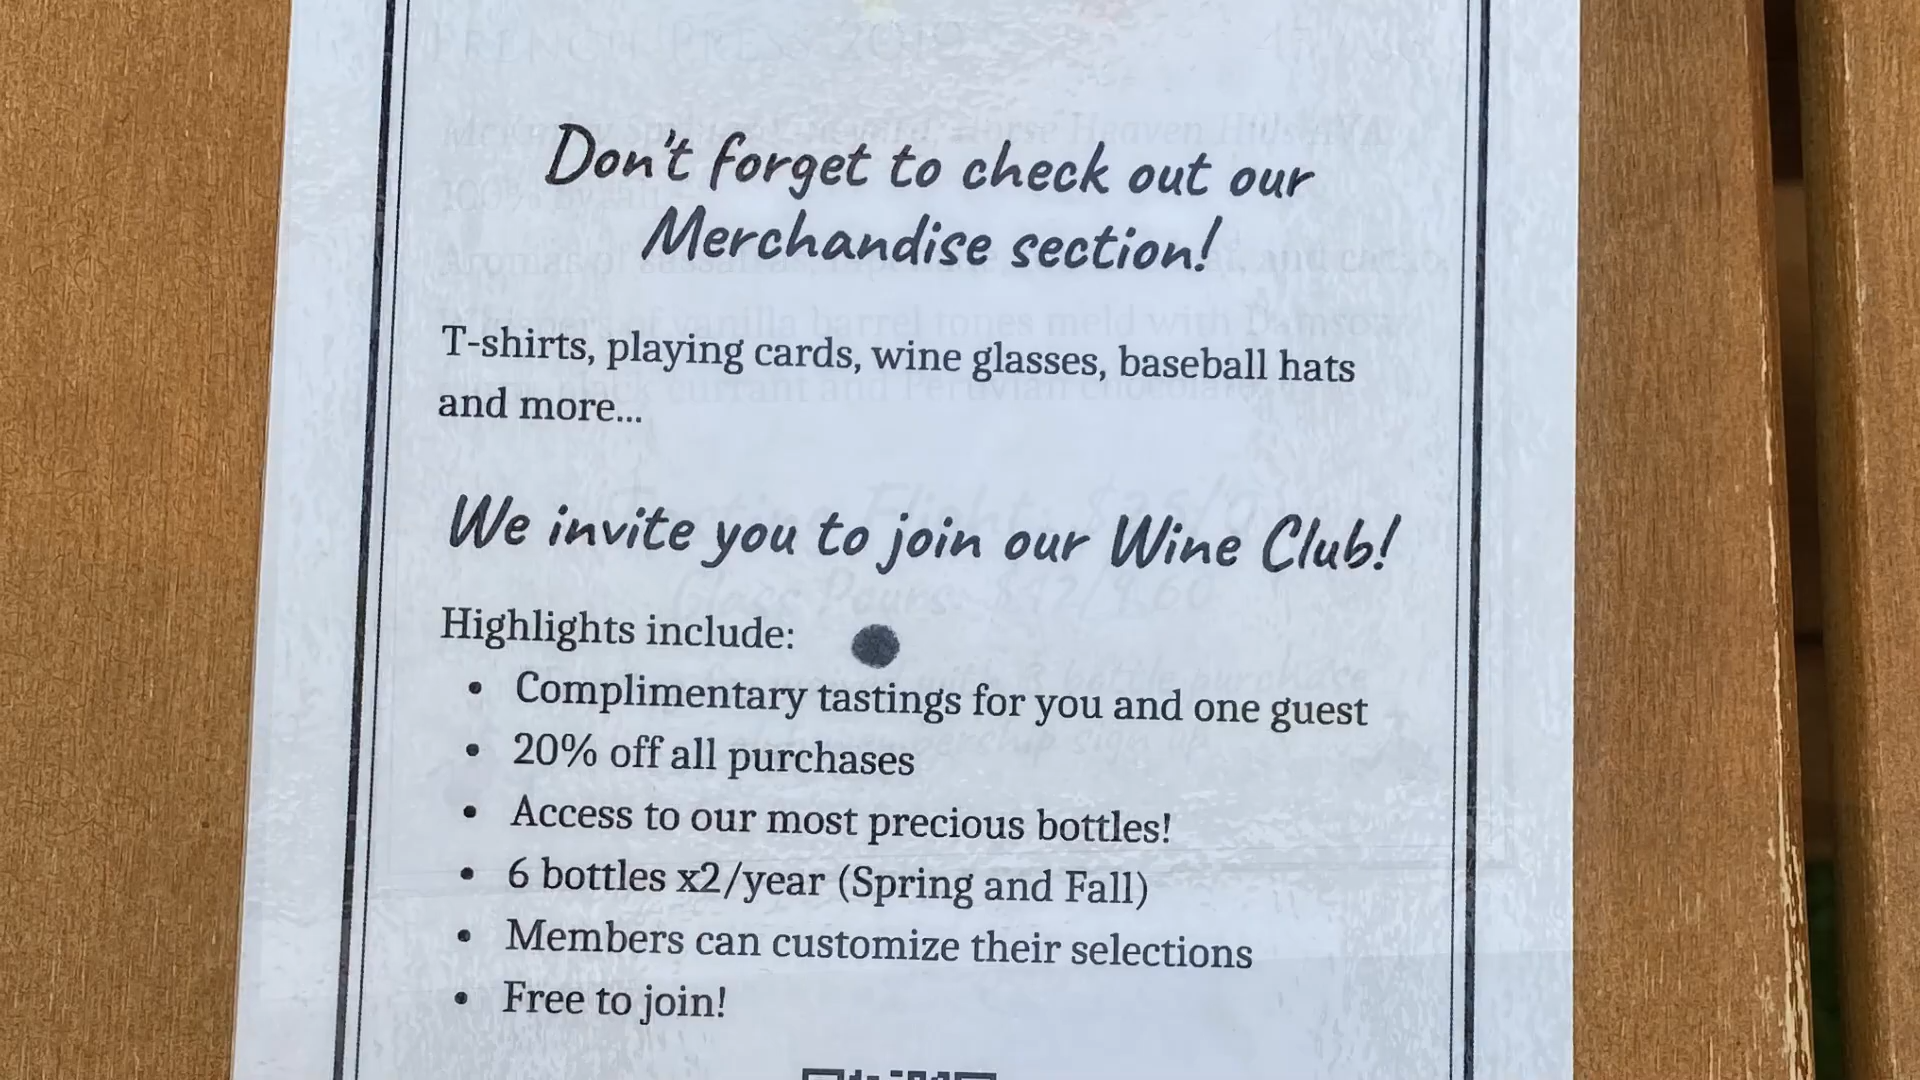 FRENCH PRESS 2019
Don't forget to check out our
Merchandise section!
T-shirts, playing cards, wine glasses, baseball hats
and more...
We invite you to join our Wine Club!
Highlights include:
• Complimentary tastings for you and one guest
• 20% off all purchases
• Access to our most precious bottles!
• 6 bottles x2/year (Spring and Fall)
• Members can customize their selections
• Free to join!